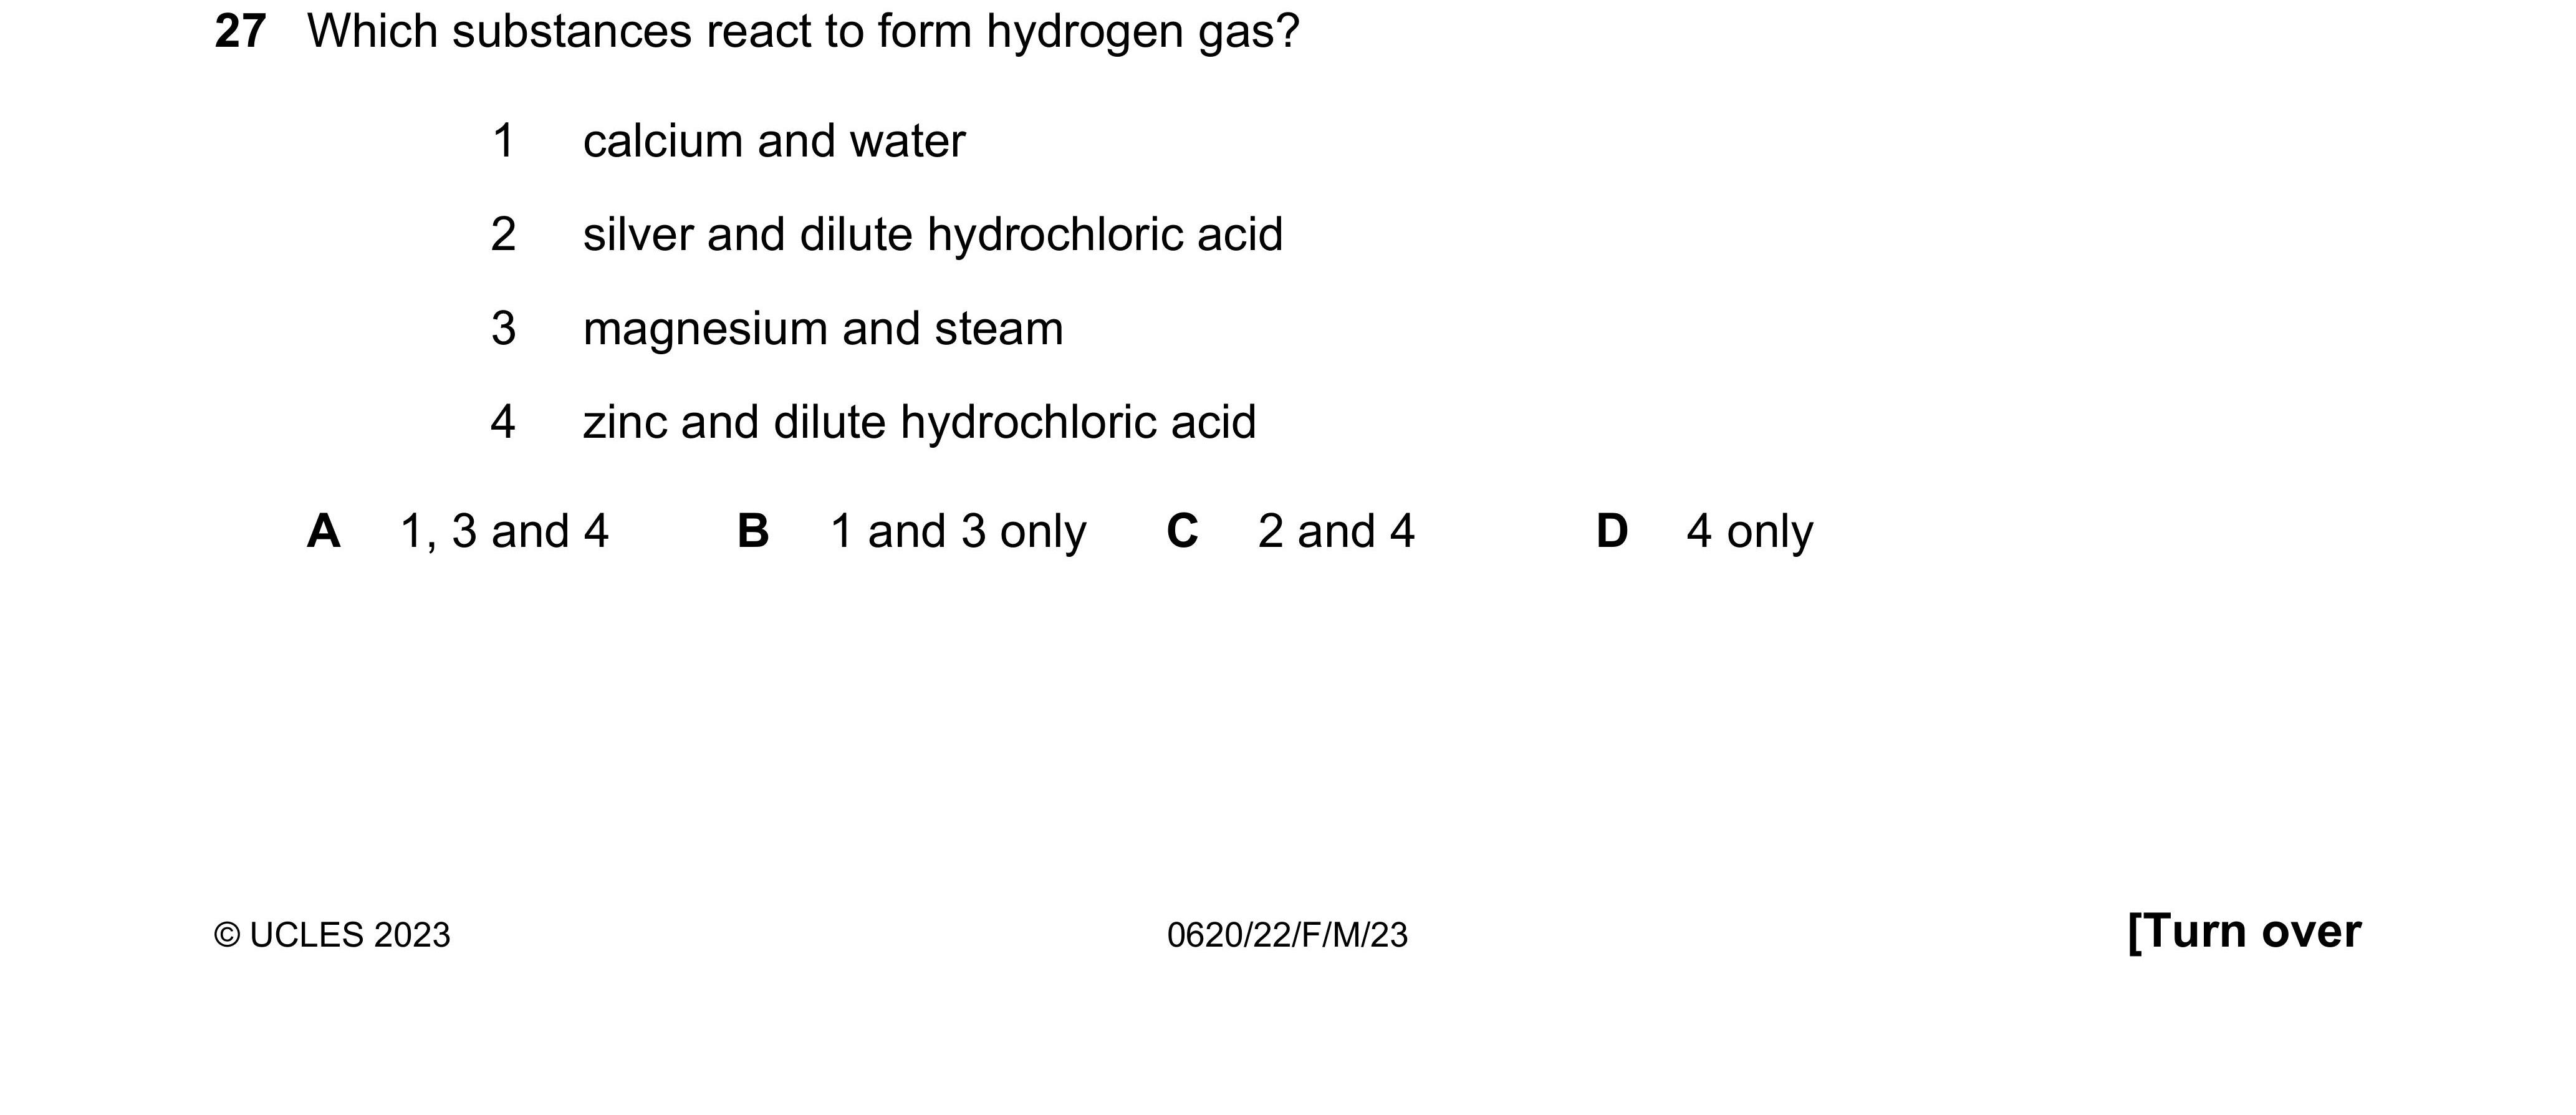 27 Which substances react to form hydrogen gas?
1 calcium and water
2 silver and dilute hydrochloric acid
3 magnesium and steam
4 zinc and dilute hydrochloric acid
A 1, 3 and 4 B 1 and 3 only C 2 and 4 D 4 only
© UCLES 2023 0620/22/F/M/23 [Turn over